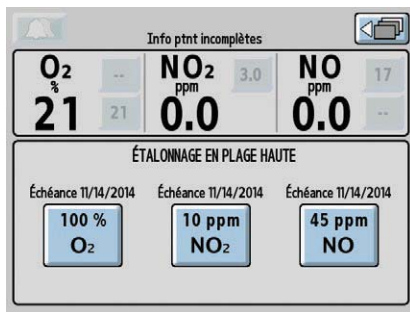 Info ptnt incomplètes
O2 -- NO2 3.0 NO 17
% ppm ppm
21 21 0.0 0.0 --
ÉTALONNAGE EN PLAGE HAUTE
Échéance 11/14/2014 Échéance 11/14/2014 Échéance 11/14/2014
100 % 10 ppm 45 ppm
O2 NO2 NO